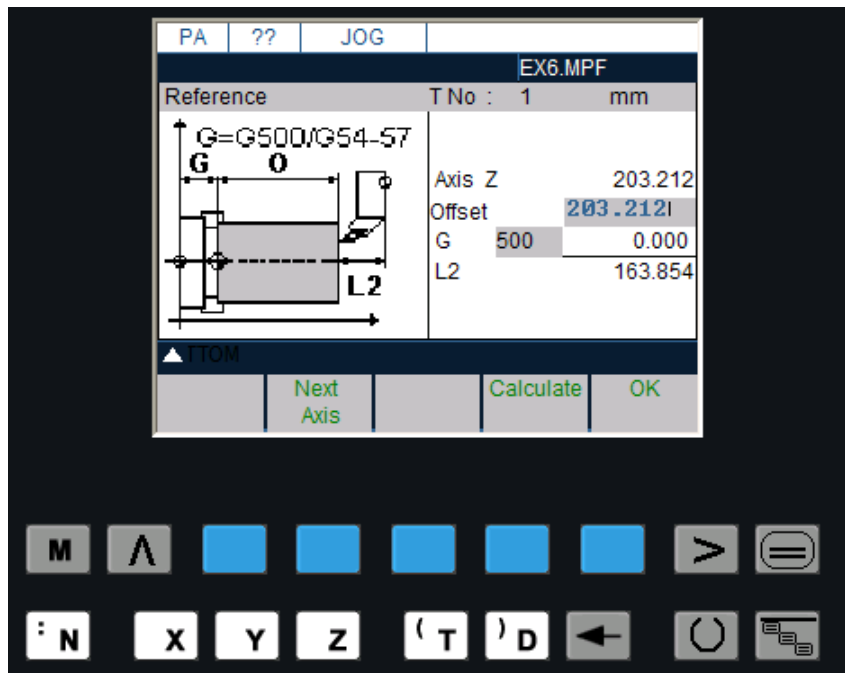 PA ?? JOG
EX6.MPF
Reference T No : 1 mm
G=G500/G54-57
G O
Axis Z 203.212
Offset 203.212
G 500 0.000
L2 163.854
L2
TTOM
Next Axis Calculate OK
M Λ > =
: N X Y Z ( T ) D ←